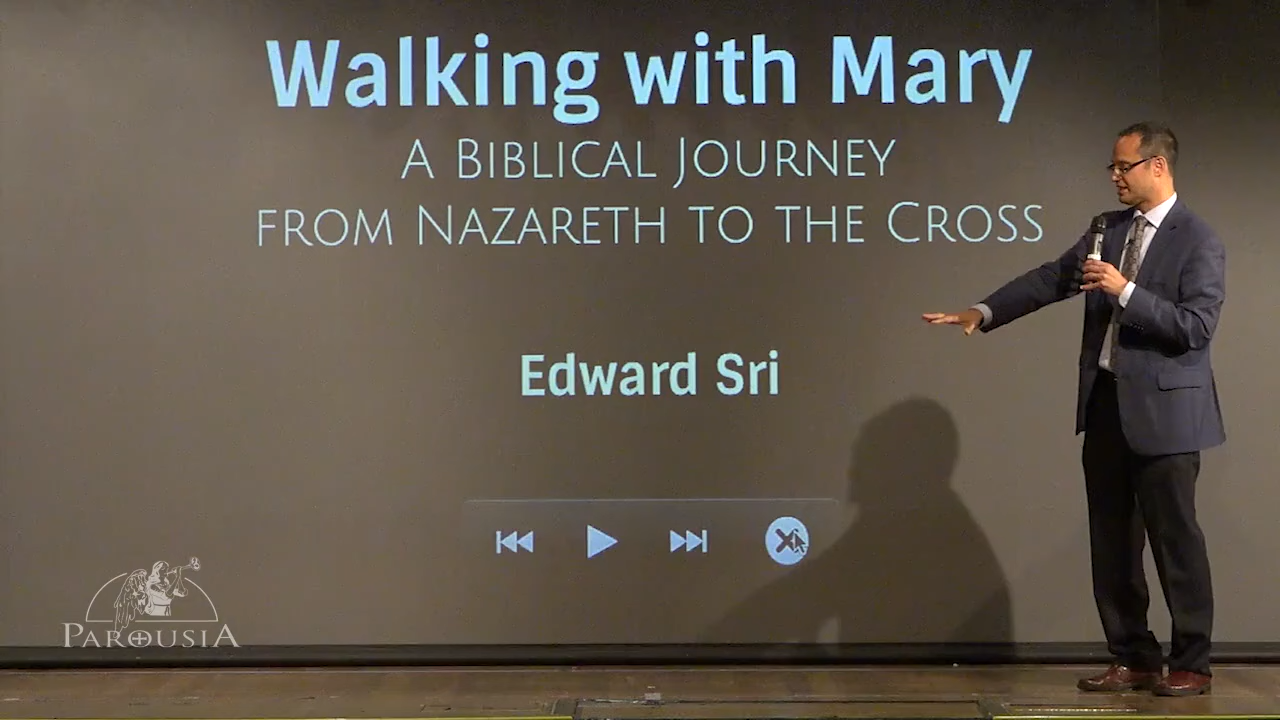 Walking with Mary
A Biblical Journey
from Nazareth to the Cross
Edward Sri
Parousia